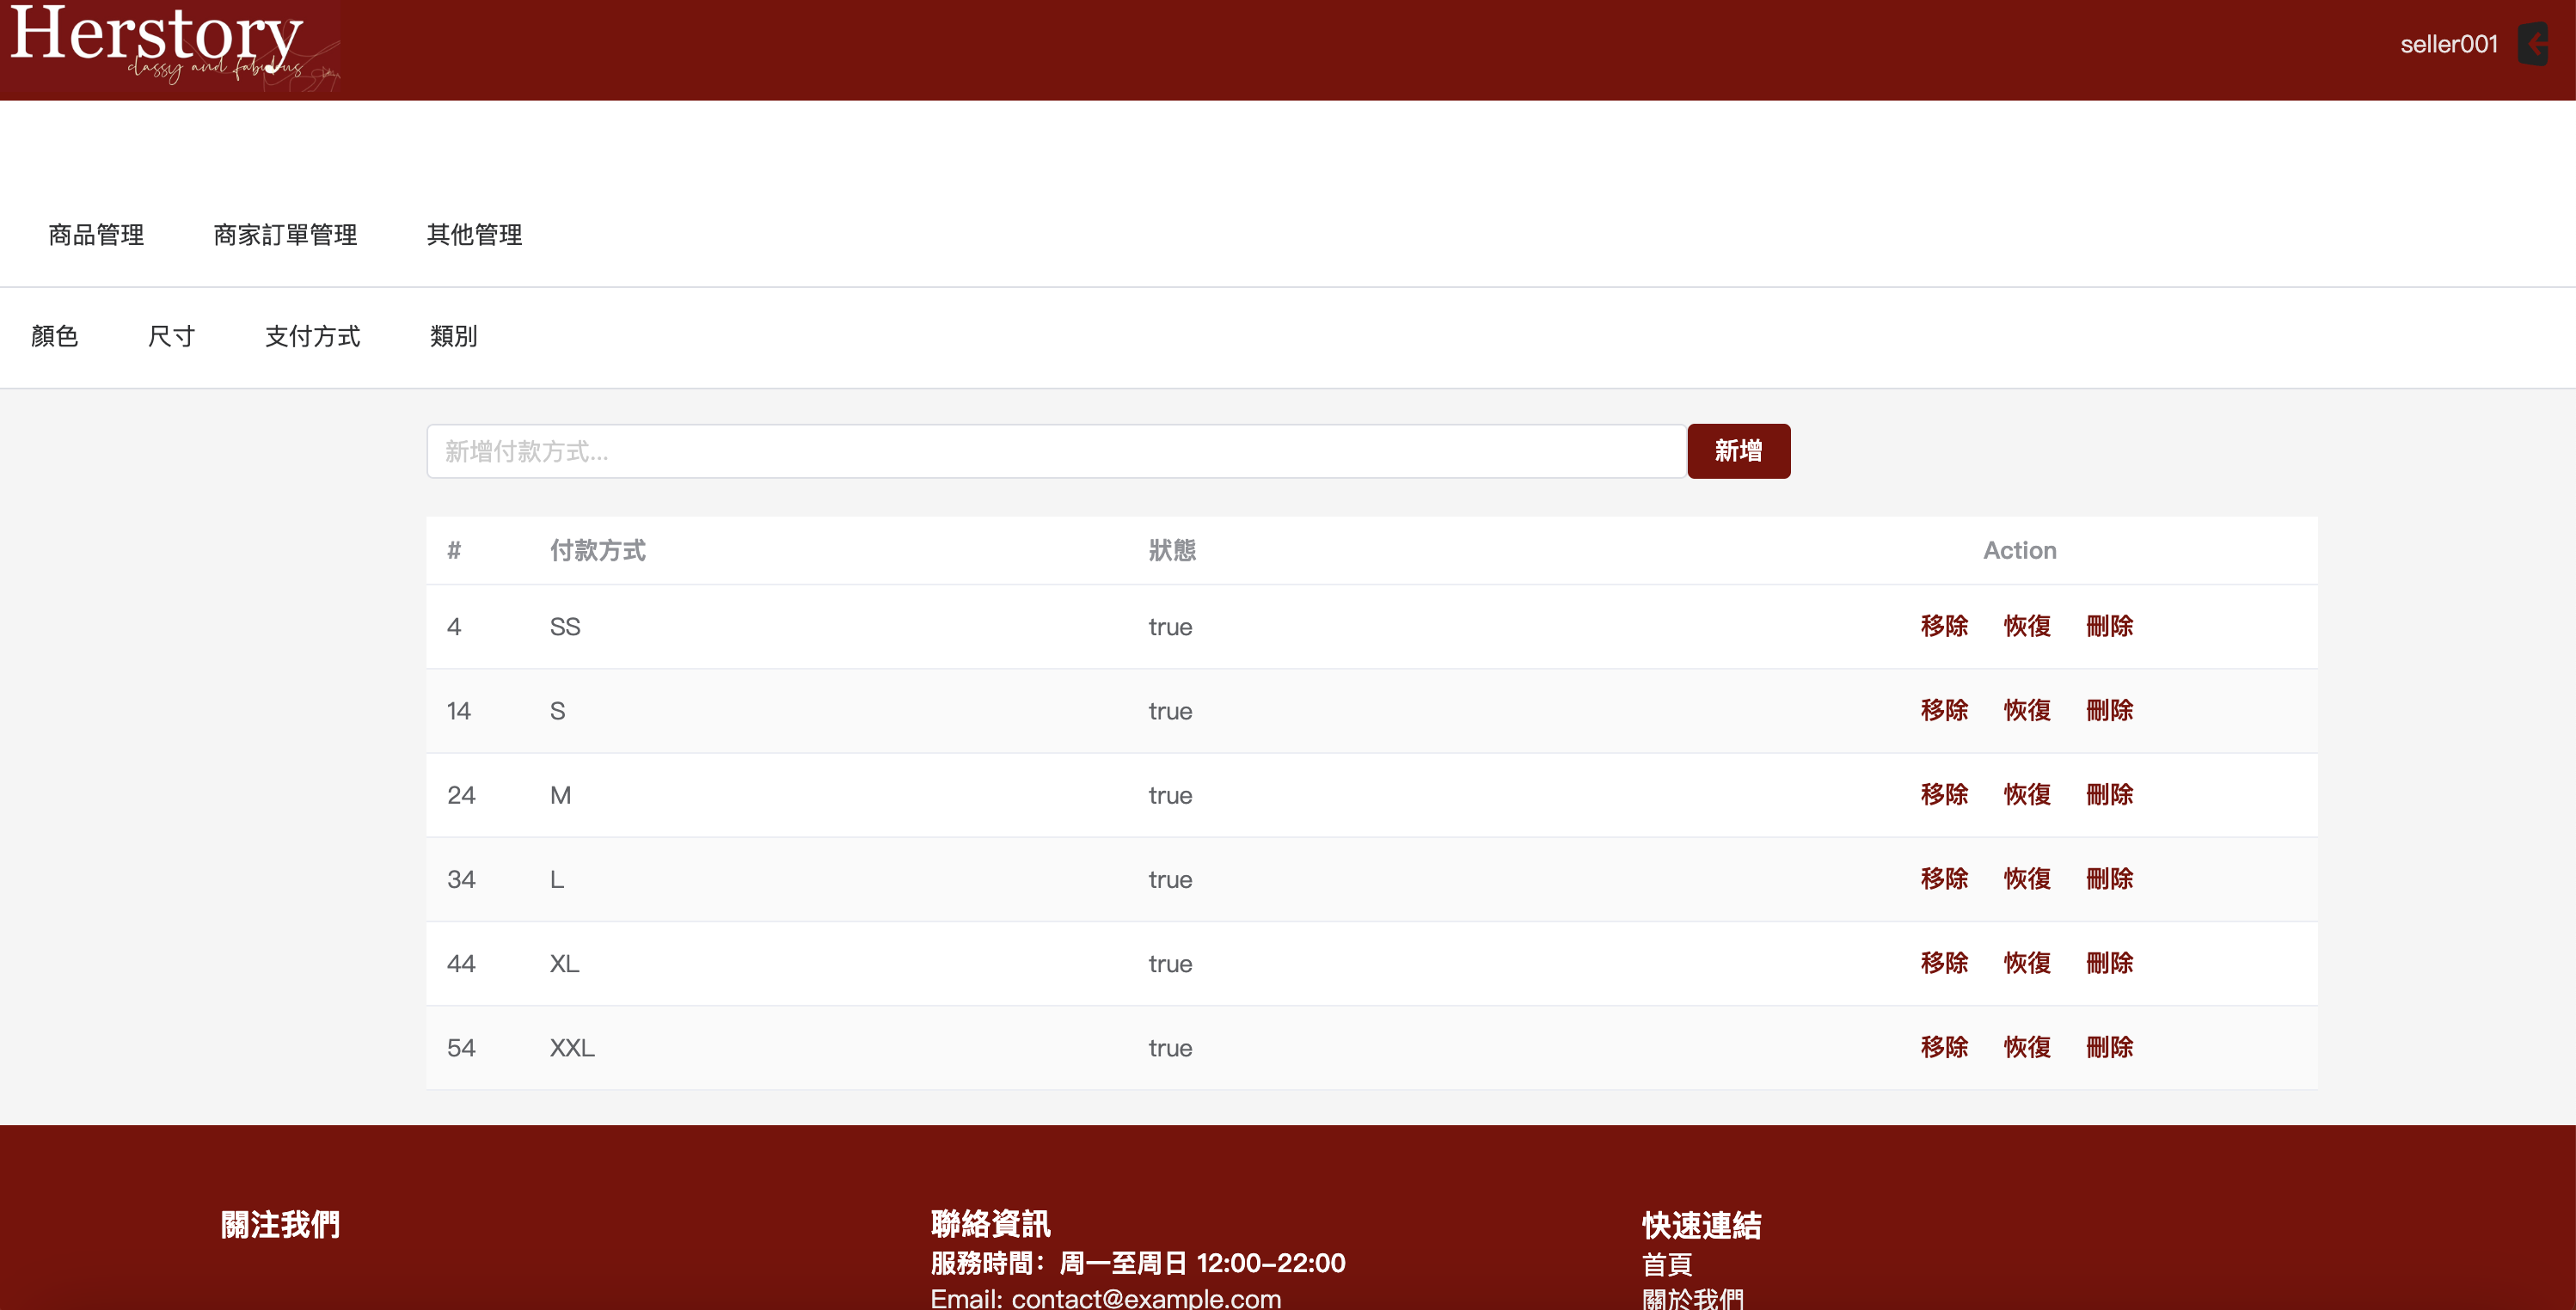 Herstory
classy and fabulous
seller001
商品管理 商家訂單管理 其他管理
顏色 尺寸 支付方式 類別
新增付款方式... 新增
# 付款方式 狀態 Action
4 SS true 移除 恢復 刪除
14 S true 移除 恢復 刪除
24 M true 移除 恢復 刪除
34 L true 移除 恢復 刪除
44 XL true 移除 恢復 刪除
54 XXL true 移除 恢復 刪除
關注我們
聯絡資訊
服務時間：周一至周日 12:00-22:00
Email: contact@example.com
快速連結
首頁
關於我們